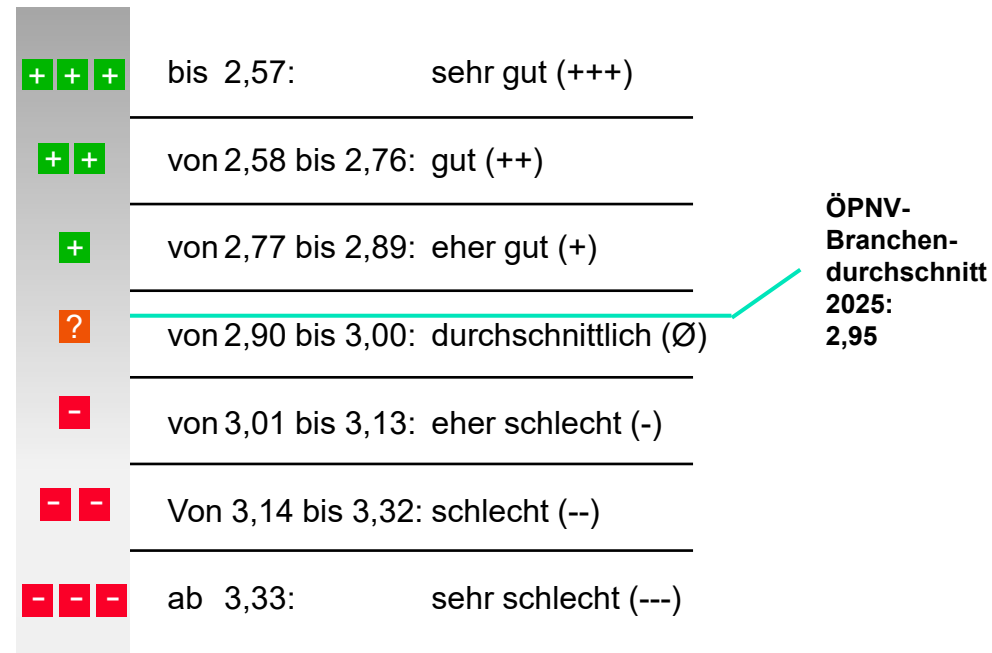 + + + bis 2,57: sehr gut (+++)
+ + von 2,58 bis 2,76: gut (++)
+ von 2,77 bis 2,89: eher gut (+)
? von 2,90 bis 3,00: durchschnittlich (Ø)
- von 3,01 bis 3,13: eher schlecht (-)
- - Von 3,14 bis 3,32: schlecht (--)
- - - ab 3,33: sehr schlecht (---)
ÖPNV-
Branchen-
durchschnitt
2025:
2,95